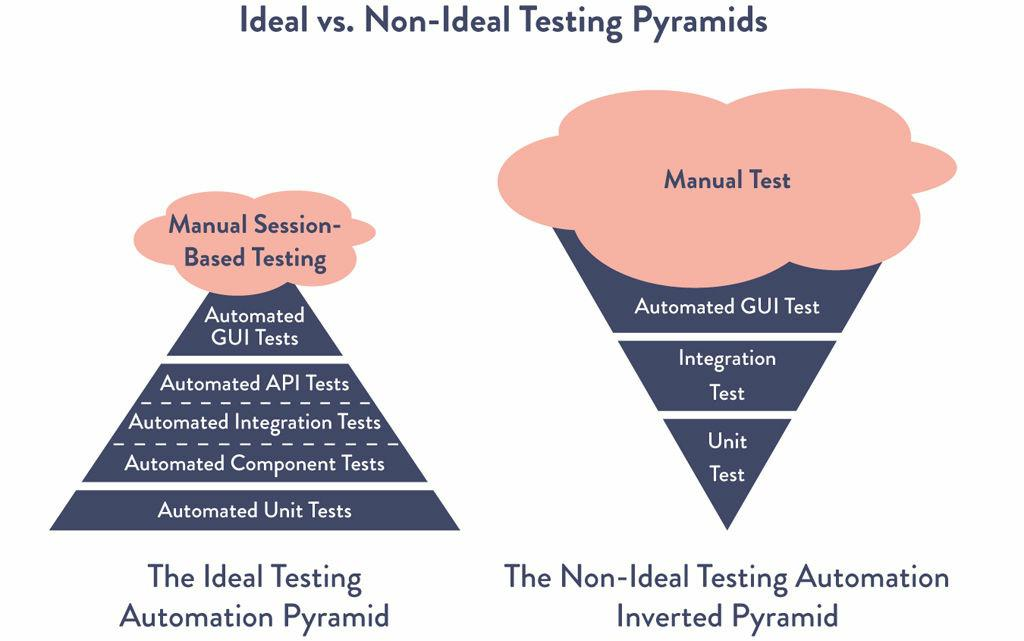 Ideal vs. Non-Ideal Testing Pyramids
Manual Session-
Based Testing
Automated
GUI Tests
Automated API Tests
Automated Integration Tests
Automated Component Tests
Automated Unit Tests
The Ideal Testing
Automation Pyramid
Manual Test
Automated GUI Test
Integration
Test
Unit
Test
The Non-Ideal Testing Automation
Inverted Pyramid